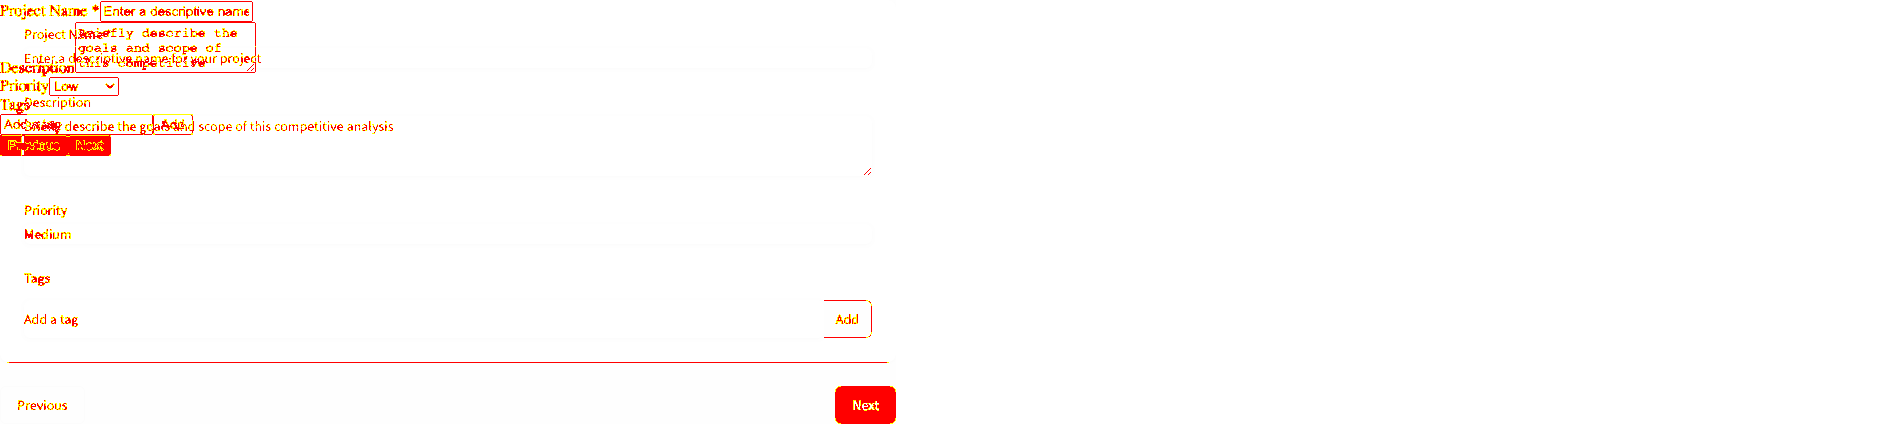 Project Name *
Enter a descriptive name
Project Name
Briefly describe the
goals and scope of
Enter a descriptive name for your project
this competitive
Description
Priority
Low
Tags
Description
Add a tag
Add
Briefly describe the goals and scope of this competitive analysis
Previous
Next
Priority
Medium
Tags
Add a tag
Add
Previous
Next